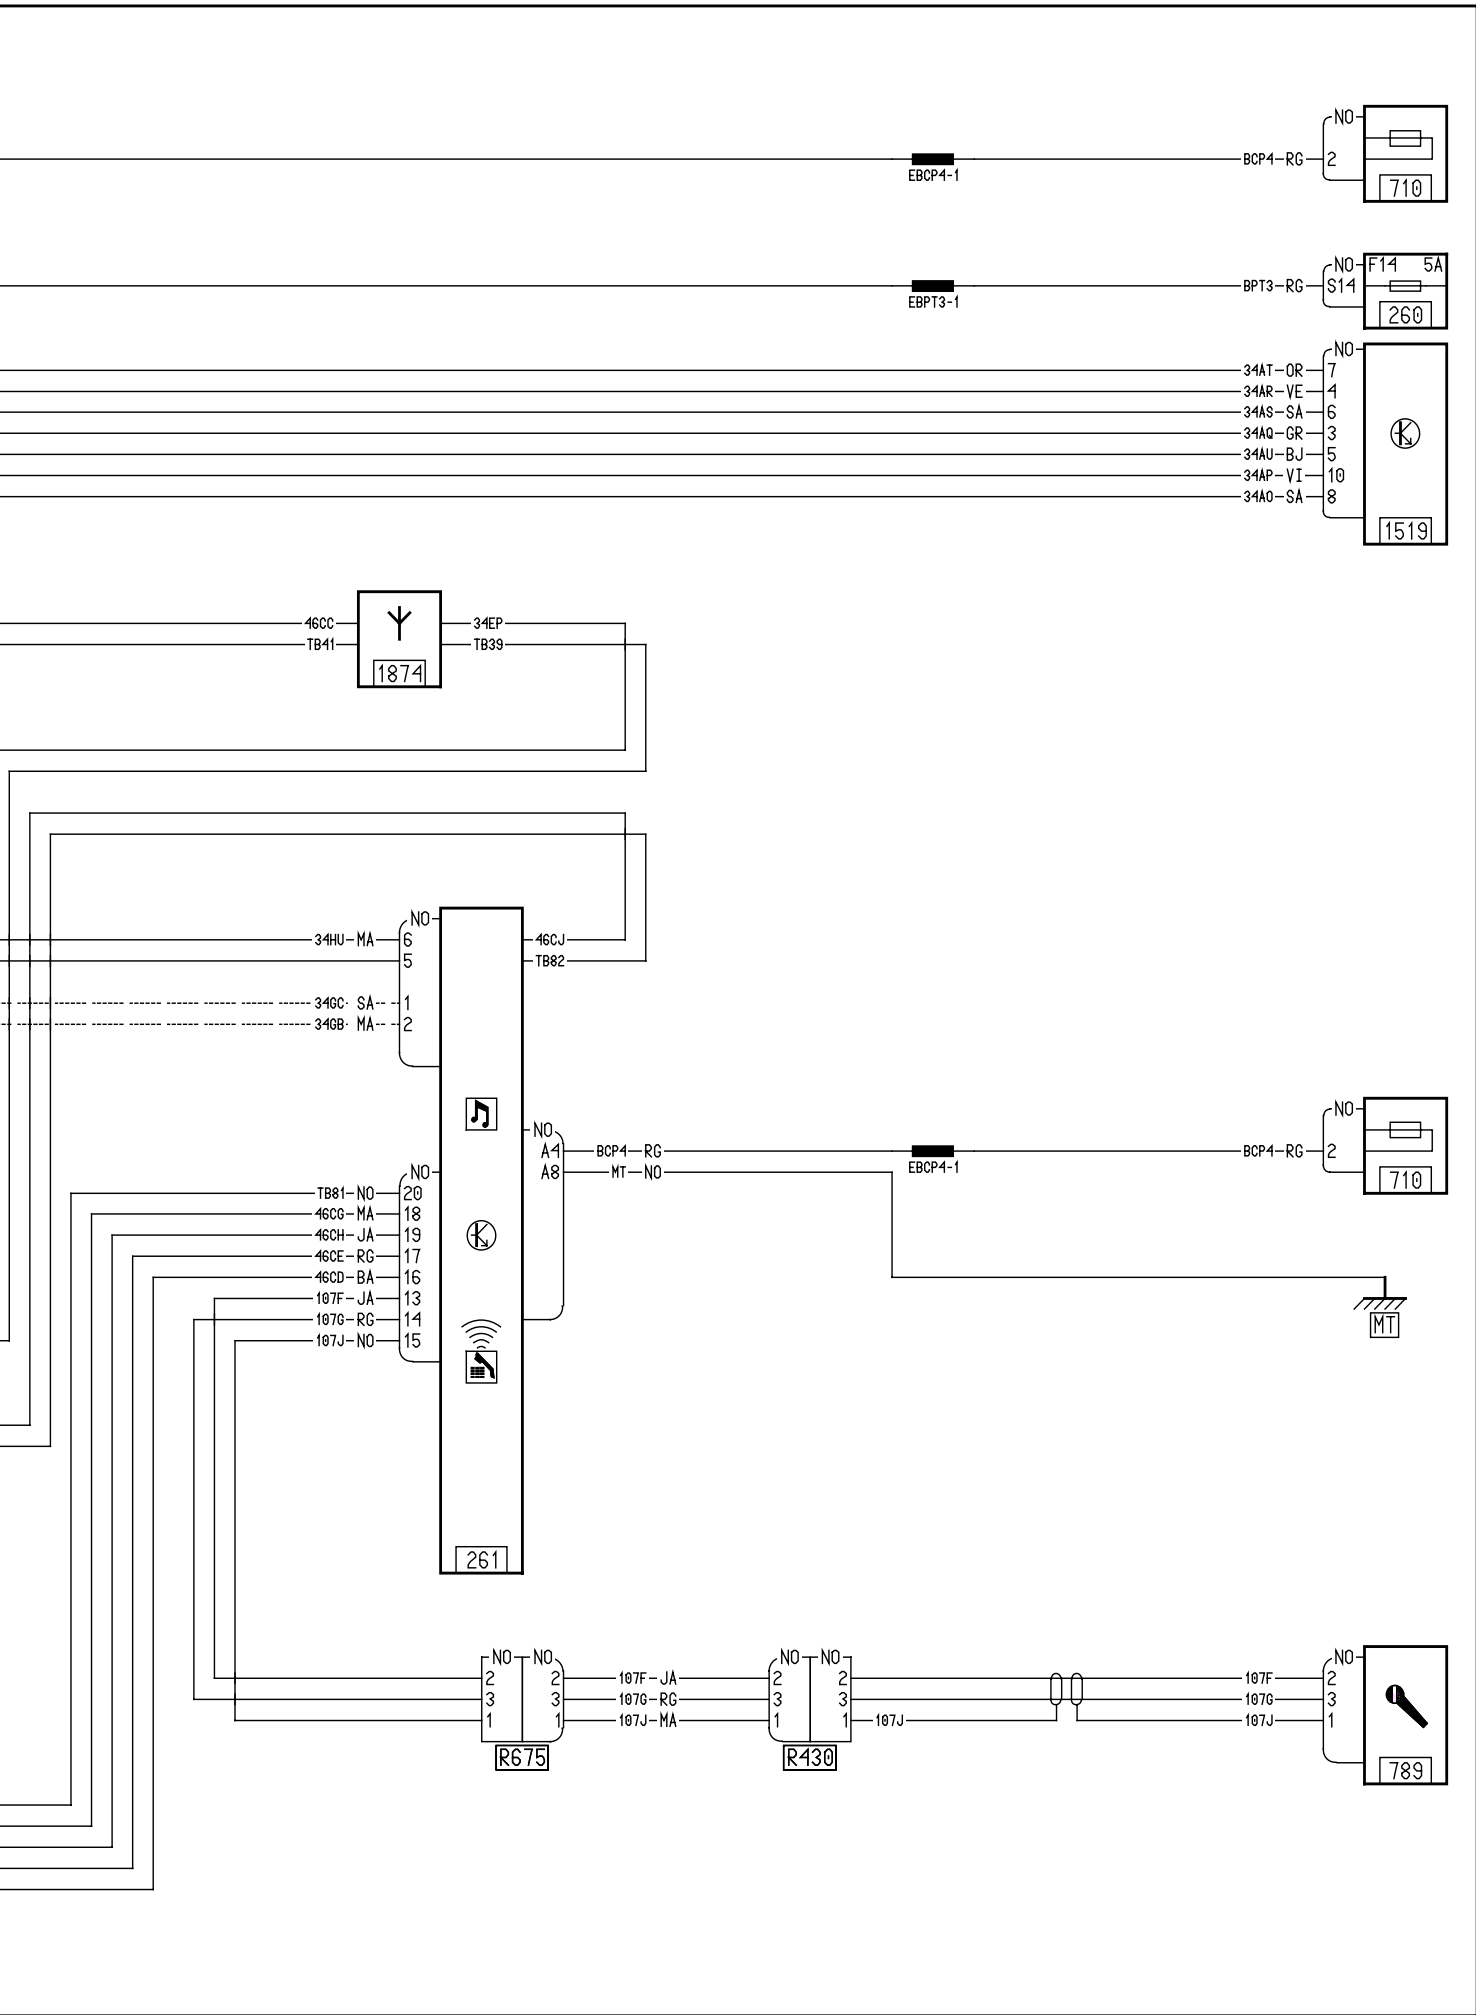 NO
BCP4 RG 2
EBCP4-1
710
NO F14 5A
BPT3 RG S14
EBPT3-1
260
NO
34AT OR 7
34AR VE 4
34AS SA 6
34AQ GR 3
34AU BJ 5
34AP VI 10
34AO SA 8
1519
46CC 34EP
TB41 TB39
1874
NO
34HU MA 6 46CJ
5 TB82
34GC SA 1
34GB MA 2
NO NO
A4 BCP4 RG BCP4 RG 2
EBCP4-1
A8 MT NO
710
NO
TB81 NO 20
46CG MA 18
46CH JA 19
46CE RG 17
46CD BA 16
107F JA 13
107G RG 14
107J NO 15
MT
261
NO NO NO NO NO
2 2 107F JA 2 2 107F 2
3 3 107G RG 3 3 107G 3
1 1 107J MA 1 1 107J 107J 1
R675 R430
789